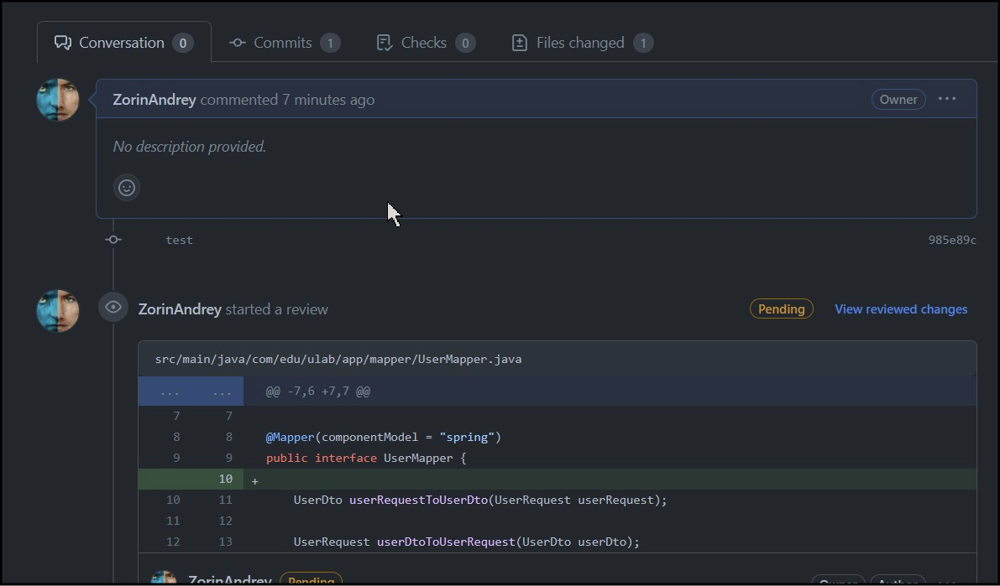 Conversation 0 Commits 1 Checks 0 Files changed 1
ZorinAndrey commented 7 minutes ago Owner ...
No description provided.
test 985e89c
ZorinAndrey started a review Pending View reviewed changes
src/main/java/com/edu/ulab/app/mapper/UserMapper.java
... ... @@ -7,6 +7,7 @@
7 7
8 8 @Mapper(componentModel = "spring")
9 9 public interface UserMapper {
10 +
10 11 UserDto userRequestToUserDto(UserRequest userRequest);
11 12
12 13 UserRequest userDtoToUserRequest(UserDto userDto);
ZorinAndrey Pending Owner Author ...